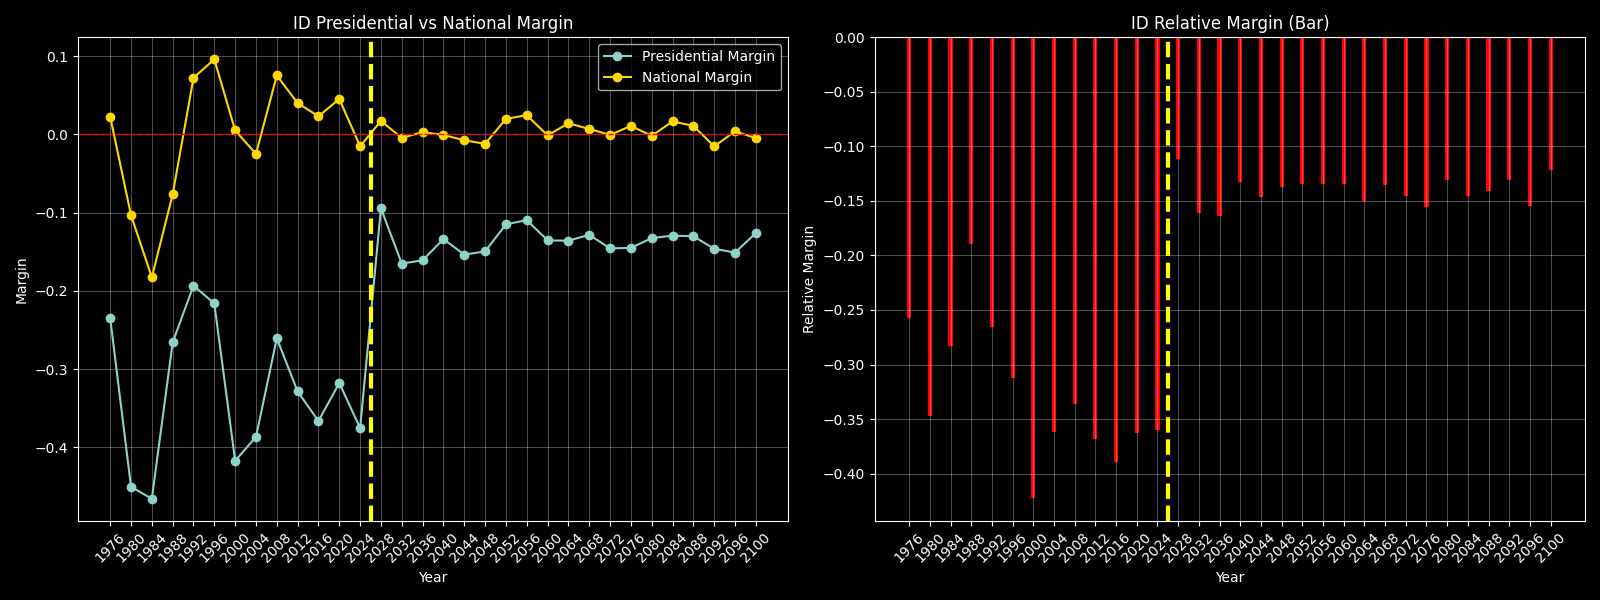 ID Presidential vs National Margin
Presidential Margin
National Margin
Margin
0.1
0.0
−0.1
−0.2
−0.3
−0.4
1976 1980 1984 1988 1992 1996 2000 2004 2008 2012 2016 2020 2024 2028 2032 2036 2040 2044 2048 2052 2056 2060 2064 2068 2072 2076 2080 2084 2088 2092 2096 2100
Year
ID Relative Margin (Bar)
Relative Margin
0.00
−0.05
−0.10
−0.15
−0.20
−0.25
−0.30
−0.35
−0.40
1976 1980 1984 1988 1992 1996 2000 2004 2008 2012 2016 2020 2024 2028 2032 2036 2040 2044 2048 2052 2056 2060 2064 2068 2072 2076 2080 2084 2088 2092 2096 2100
Year